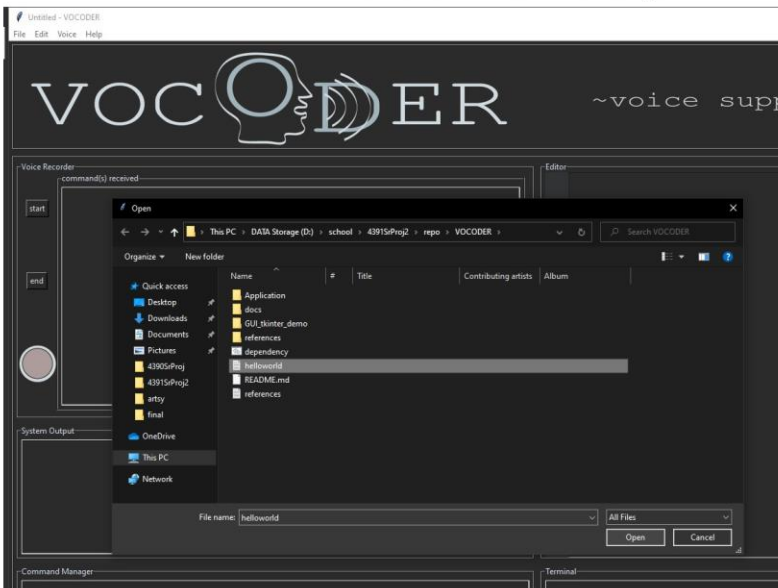 Untitled - VOCODER
File Edit Voice Help
VOCODER ~voice supp
Voice Recorder
command(s) received
Editor
start
end
Open
This PC › DATA Storage (D:) › school › 4391SrProj2 › repo › VOCODER ›
Search VOCODER
Organize New folder
Name # Title Contributing artists Album
Quick access
Desktop
Downloads
Documents
Pictures
4390SrProj
4391SrProj2
artsy
final
OneDrive
This PC
Network
Application
docs
GUI_tkinter_demo
references
dependency
helloworld
README.md
references
File name: helloworld All Files
Open Cancel
System Output
Command Manager Terminal